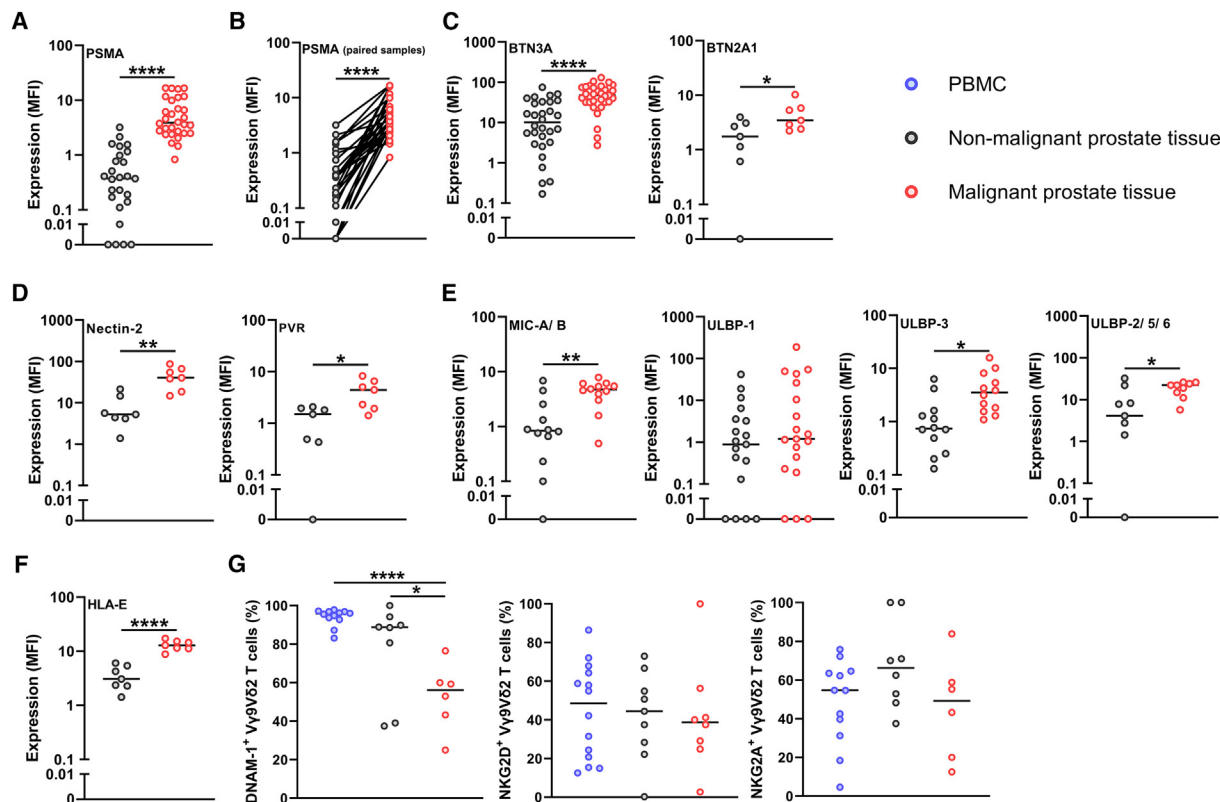 A
PSMA
Expression (MFI)
100
10
1
0.1
0.01
0
****
B
PSMA (paired samples)
Expression (MFI)
100
10
1
0.1
0.01
0
****
C
BTN3A
Expression (MFI)
1000
100
10
1
0.1
0.01
0
****
BTN2A1
Expression (MFI)
100
10
1
0.1
0.01
0
*
PBMC
Non-malignant prostate tissue
Malignant prostate tissue
D
Nectin-2
Expression (MFI)
1000
100
10
1
0.1
0.01
0
**
PVR
Expression (MFI)
100
10
1
0.1
0.01
0
*
E
MIC-A/ B
Expression (MFI)
100
10
1
0.1
0.01
0
**
ULBP-1
Expression (MFI)
1000
100
10
1
0.1
0.01
0
ULBP-3
Expression (MFI)
100
10
1
0.1
0.01
0
*
ULBP-2/ 5/ 6
Expression (MFI)
1000
100
10
1
0.1
0.01
0
*
F
HLA-E
Expression (MFI)
100
10
1
0.1
0.01
0
****
G
DNAM-1+ Vγ9Vδ2 T cells (%)
100
80
60
40
20
0
****
*
NKG2D+ Vγ9Vδ2 T cells (%)
100
80
60
40
20
0
NKG2A+ Vγ9Vδ2 T cells (%)
100
80
60
40
20
0